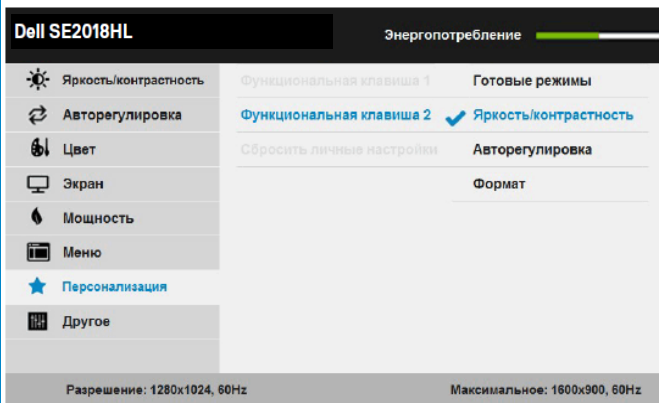 Dell SE2018HL
Энергопотребление
Яркость/контрастность Функциональная клавиша 1 Готовые режимы
Авторегулировка Функциональная клавиша 2 Яркость/контрастность
Цвет Сбросить личные настройки Авторегулировка
Экран Формат
Мощность
Меню
Персонализация
Другое
Разрешение: 1280x1024, 60Hz Максимальное: 1600x900, 60Hz